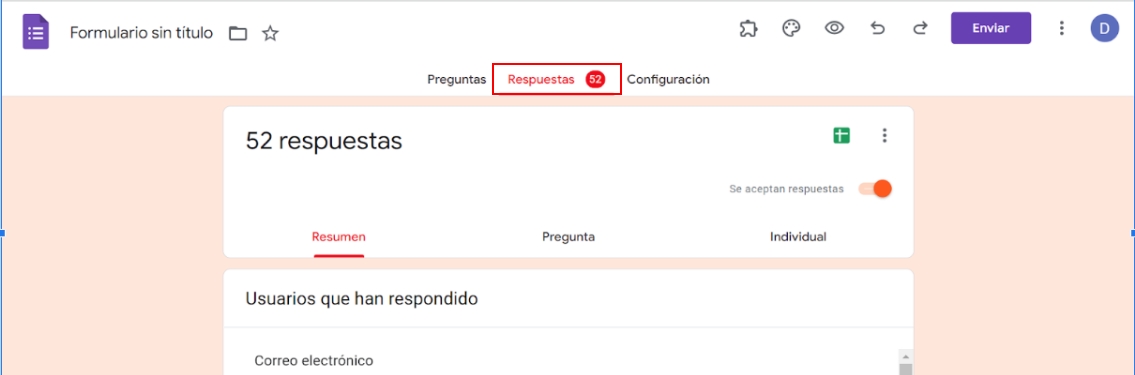 Formulario sin título
Enviar
D
Preguntas Respuestas 52 Configuración
52 respuestas
Se aceptan respuestas
Resumen Pregunta Individual
Usuarios que han respondido
Correo electrónico